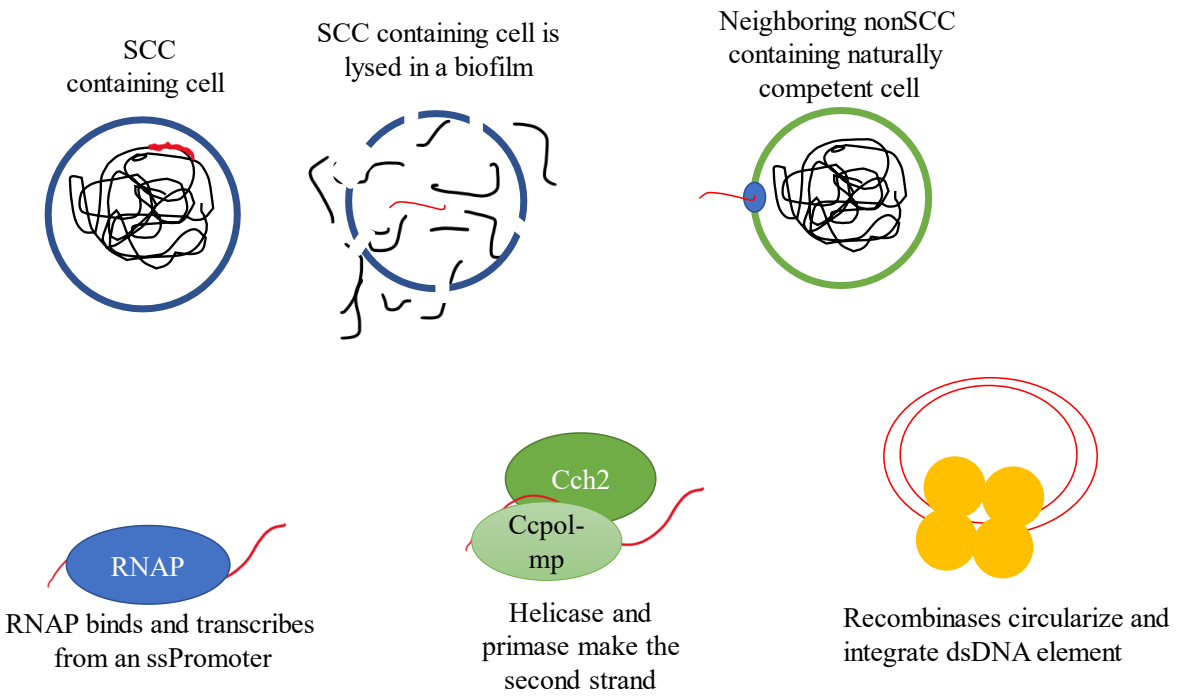 SCC
containing cell
SCC containing cell is
lysed in a biofilm
Neighboring nonSCC
containing naturally
competent cell
RNAP
RNAP binds and transcribes
from an ssPromoter
Cch2
Ccpol-
mp
Helicase and
primase make the
second strand
Recombinases circularize and
integrate dsDNA element